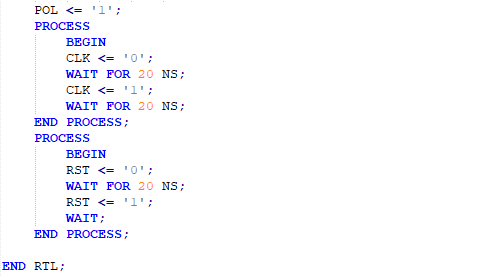 POL <= '1';
PROCESS
BEGIN
CLK <= '0';
WAIT FOR 20 NS;
CLK <= '1';
WAIT FOR 20 NS;
END PROCESS;
PROCESS
BEGIN
RST <= '0';
WAIT FOR 20 NS;
RST <= '1';
WAIT;
END PROCESS;
END RTL;